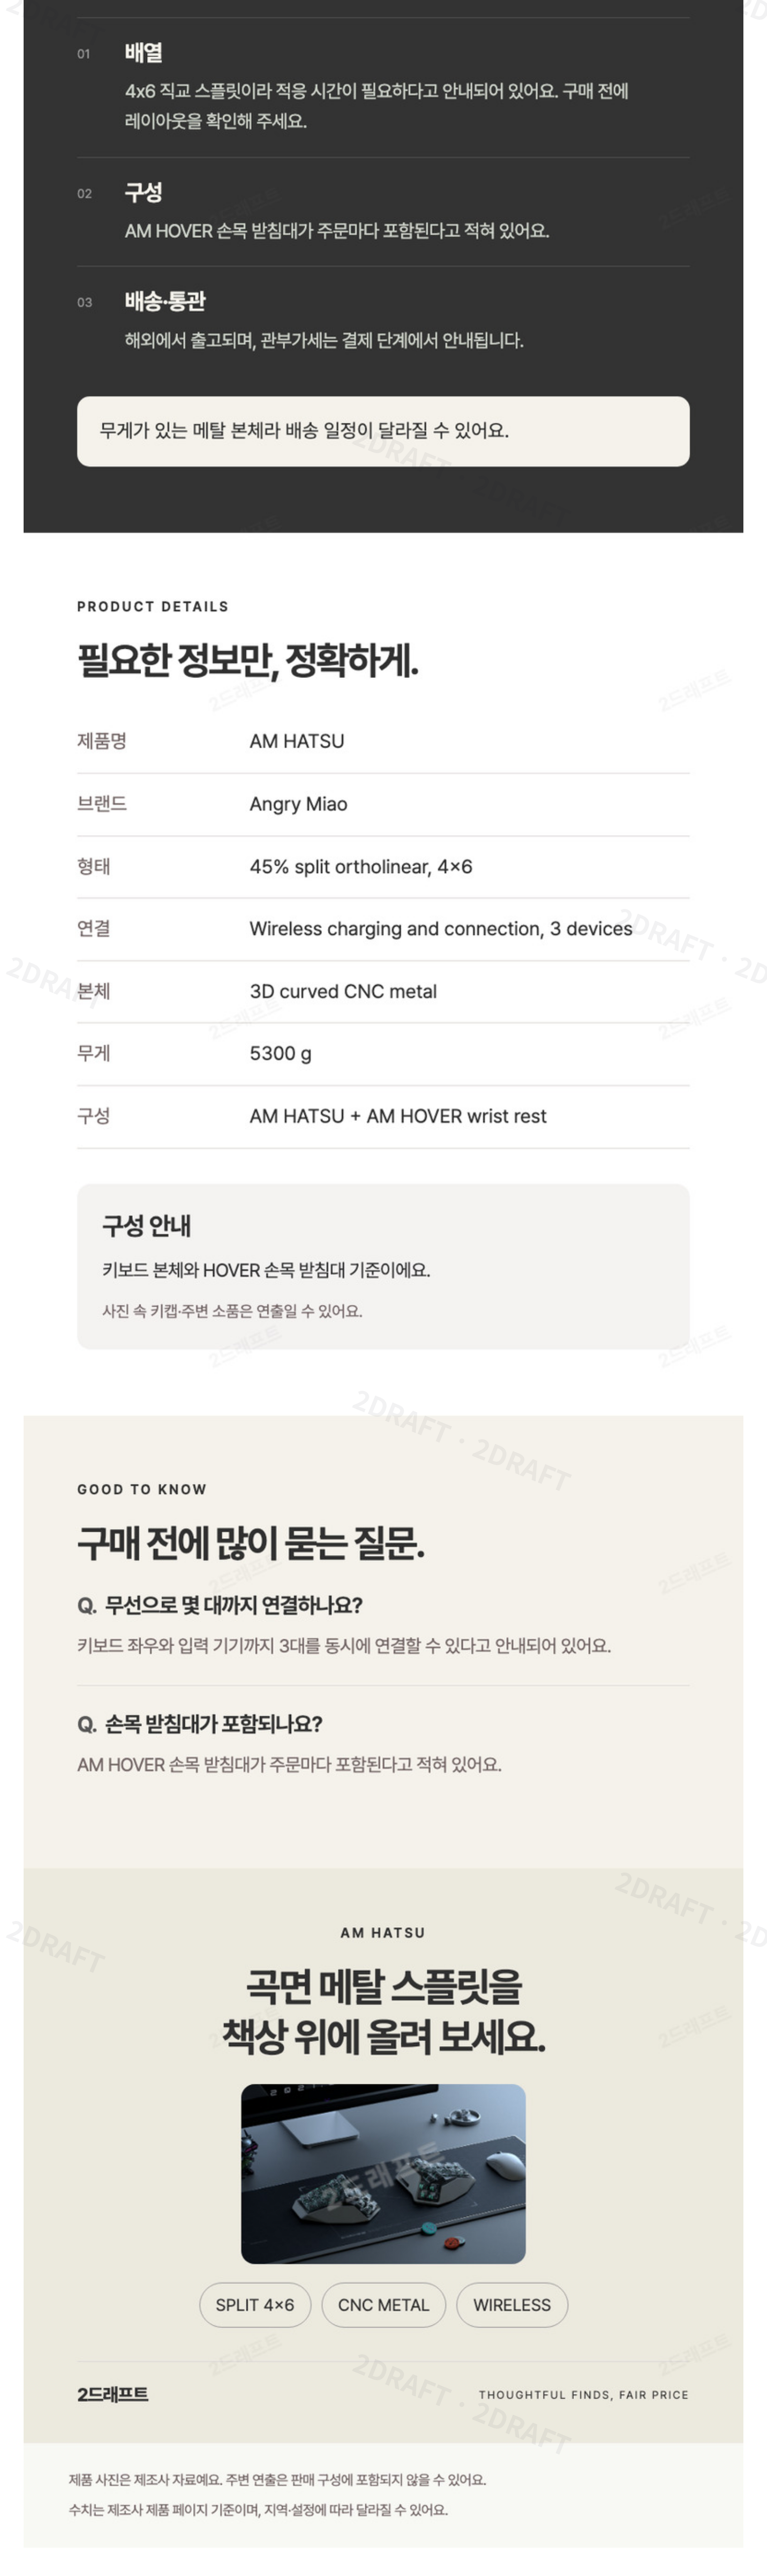 01 배열
4x6 직교 스플릿이라 적응 시간이 필요하다고 안내되어 있어요. 구매 전에
레이아웃을 확인해 주세요.
02 구성
AM HOVER 손목 받침대가 주문마다 포함된다고 적혀 있어요.
03 배송·통관
해외에서 출고되며, 관부가세는 결제 단계에서 안내됩니다.
무게가 있는 메탈 본체라 배송 일정이 달라질 수 있어요.
2DRAFT · 2DRAFT
PRODUCT DETAILS
필요한 정보만, 정확하게.
제품명 AM HATSU
브랜드 Angry Miao
형태 45% split ortholinear, 4×6
연결 Wireless charging and connection, 3 devices
본체 3D curved CNC metal
무게 5300 g
구성 AM HATSU + AM HOVER wrist rest
구성 안내
키보드 본체와 HOVER 손목 받침대 기준이에요.
사진 속 키캡·주변 소품은 연출일 수 있어요.
2DRAFT · 2DRAFT
GOOD TO KNOW
구매 전에 많이 묻는 질문.
Q. 무선으로 몇 대까지 연결하나요?
키보드 좌우와 입력 기기까지 3대를 동시에 연결할 수 있다고 안내되어 있어요.
Q. 손목 받침대가 포함되나요?
AM HOVER 손목 받침대가 주문마다 포함된다고 적혀 있어요.
AM HATSU
곡면 메탈 스플릿을
책상 위에 올려 보세요.
2드래프트
SPLIT 4×6 CNC METAL WIRELESS
2드래프트 THOUGHTFUL FINDS, FAIR PRICE
2DRAFT · 2DRAFT
제품 사진은 제조사 자료예요. 주변 연출은 판매 구성에 포함되지 않을 수 있어요.
수치는 제조사 제품 페이지 기준이며, 지역·설정에 따라 달라질 수 있어요.